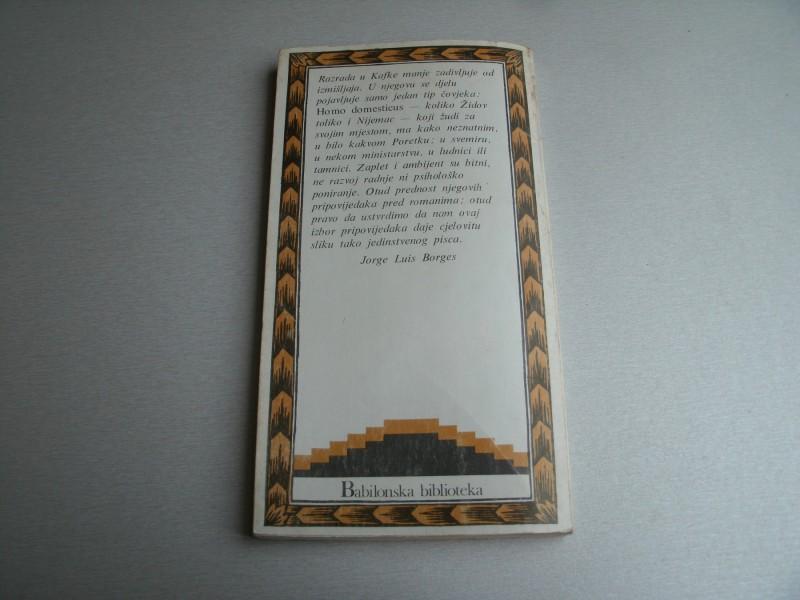 Razrada u Kafke manje zadivljuje od
izmišljaja. U njegovu se djelu
pojavljuje samo jedan tip čovjeka:
Homo domesticus — koliko Židov
toliko i Nijemac — koji žudi za
svojim mjestom, ma kako neznatnim,
u bilo kakvom Poretku; u svemiru,
u nekom ministarstvu, u ludnici ili
tamnici. Zaplet i ambijent su bitni,
ne razvoj radnje ni psihološko
poniranje. Otud prednost njegovih
pripovijedaka pred romanima; otud
pravo da ustvrdimo da nam ovaj
izbor pripovijedaka daje cjelovitu
sliku tako jedinstvenog pisca.
Jorge Luis Borges
Babilonska biblioteka